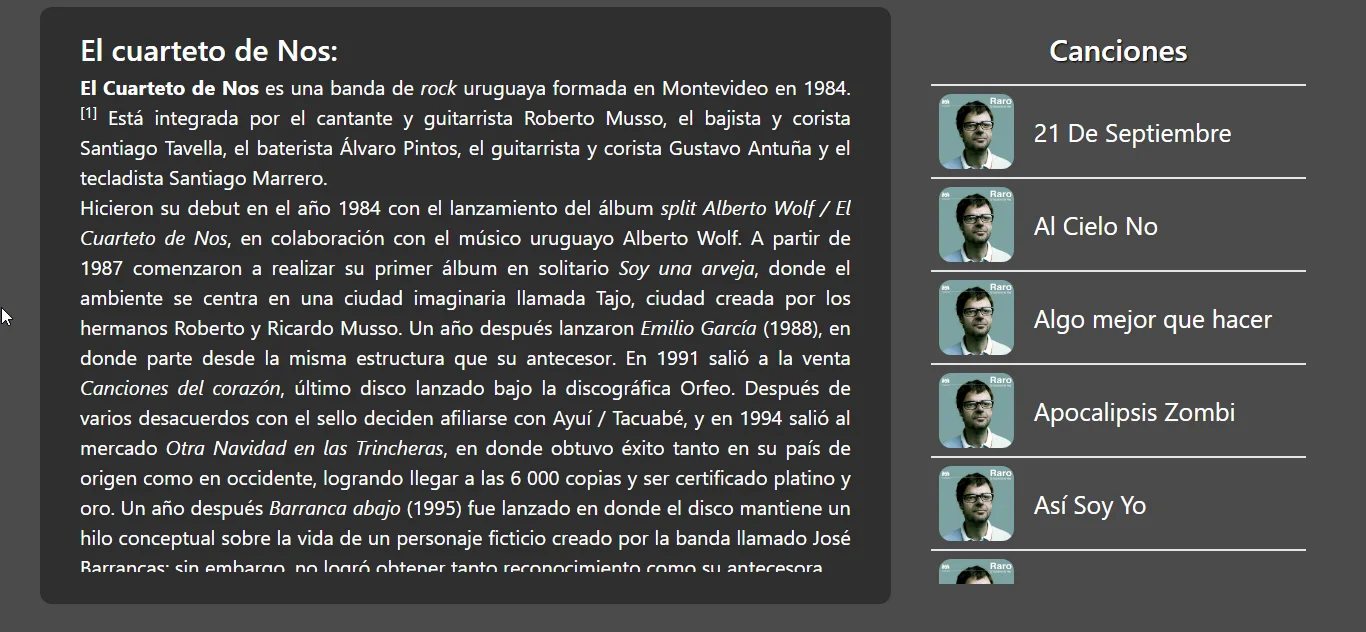 El cuarteto de Nos:
El Cuarteto de Nos es una banda de rock uruguaya formada en Montevideo en 1984.
[1] Está integrada por el cantante y guitarrista Roberto Musso, el bajista y corista
Santiago Tavella, el baterista Álvaro Pintos, el guitarrista y corista Gustavo Antuña y el
tecladista Santiago Marrero.
Hicieron su debut en el año 1984 con el lanzamiento del álbum split Alberto Wolf / El
Cuarteto de Nos, en colaboración con el músico uruguayo Alberto Wolf. A partir de
1987 comenzaron a realizar su primer álbum en solitario Soy una arveja, donde el
ambiente se centra en una ciudad imaginaria llamada Tajo, ciudad creada por los
hermanos Roberto y Ricardo Musso. Un año después lanzaron Emilio García (1988), en
donde parte desde la misma estructura que su antecesor. En 1991 salió a la venta
Canciones del corazón, último disco lanzado bajo la discográfica Orfeo. Después de
varios desacuerdos con el sello deciden afiliarse con Ayuí / Tacuabé, y en 1994 salió al
mercado Otra Navidad en las Trincheras, en donde obtuvo éxito tanto en su país de
origen como en occidente, logrando llegar a las 6 000 copias y ser certificado platino y
oro. Un año después Barranca abajo (1995) fue lanzado en donde el disco mantiene un
hilo conceptual sobre la vida de un personaje ficticio creado por la banda llamado José
Barrancas; sin embargo, no logró obtener tanto reconocimiento como su antecesora.
Canciones
Raro
21 De Septiembre
Raro
Al Cielo No
Raro
Algo mejor que hacer
Raro
Apocalipsis Zombi
Raro
Así Soy Yo
Raro